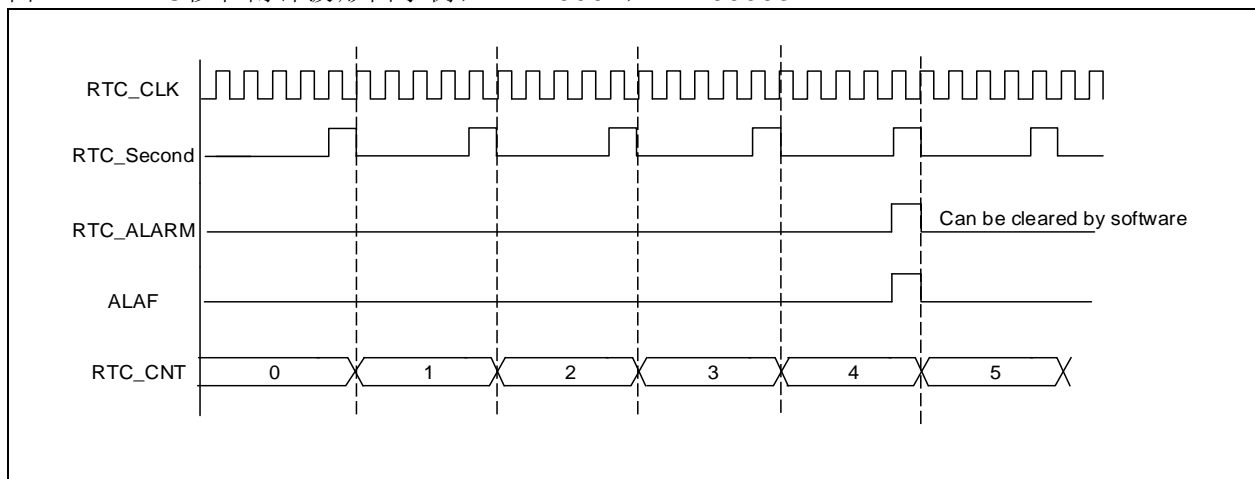 RTC_CLK
RTC_Second
RTC_ALARM
Can be cleared by software
ALAF
RTC_CNT
0
1
2
3
4
5